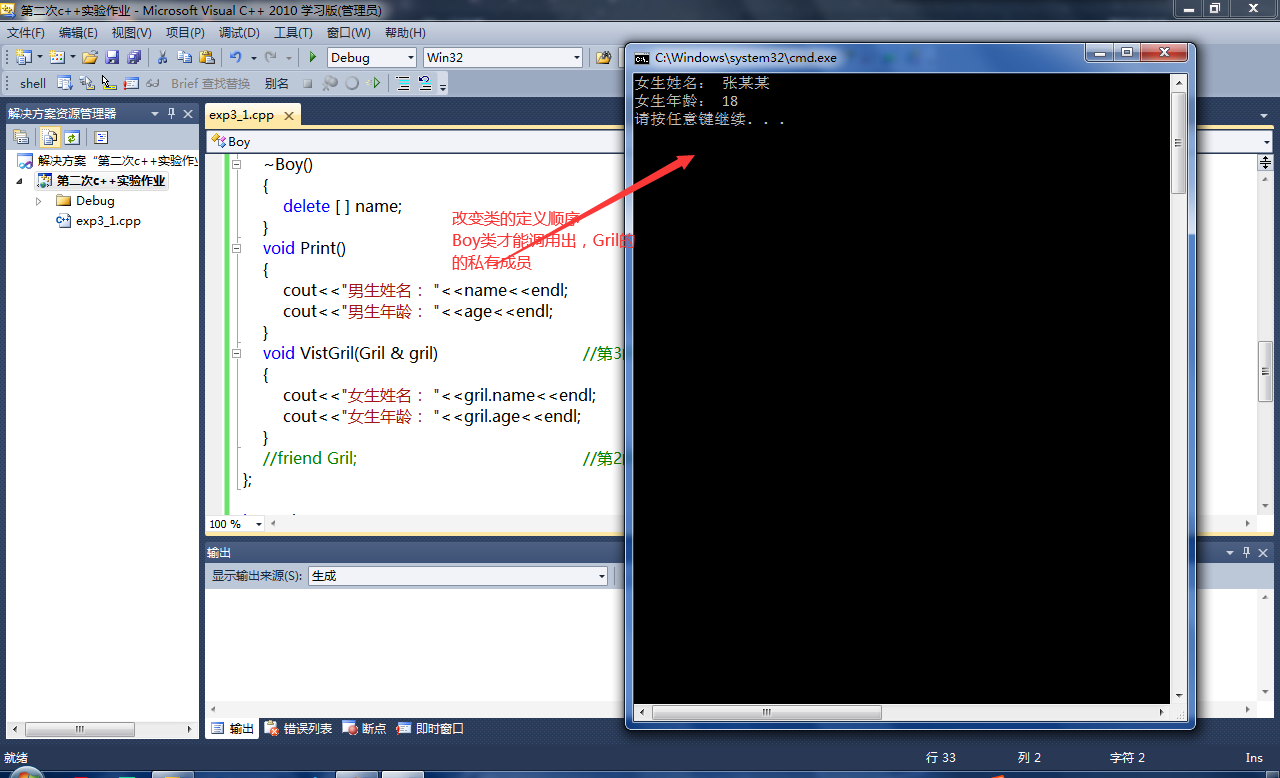 第二次c++实验作业 - Microsoft Visual C++ 2010 学习版(管理员)
文件(F) 编辑(E) 视图(V) 项目(P) 调试(D) 工具(T) 窗口(W) 帮助(H)
Debug Win32
shell Brief 查找替换 别名
解决方案资源管理器
解决方案“第二次c++实验作
第二次c++实验作业
Debug
exp3_1.cpp
exp3_1.cpp
Boy
~Boy()
{
delete [ ] name;
}
void Print()
{
cout<<"男生姓名： "<<name<<endl;
cout<<"男生年龄： "<<age<<endl;
}
void VistGril(Gril & gril) //第3
{
cout<<"女生姓名： "<<gril.name<<endl;
cout<<"女生年龄： "<<gril.age<<endl;
}
//friend Gril; //第2
};
改变类的定义顺序
Boy类才能调用出，Gril的
的私有成员
100 %
C:\Windows\system32\cmd.exe
女生姓名： 张某某
女生年龄： 18
请按任意键继续. . .
输出
显示输出来源(S): 生成
输出 错误列表 断点 即时窗口
就绪 行 33 列 2 字符 2 Ins